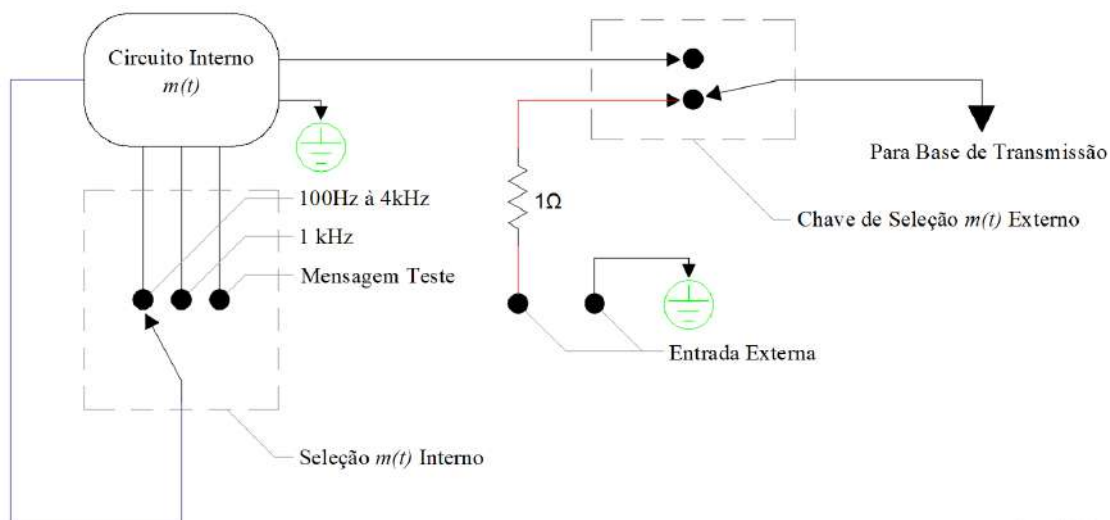 Circuito Interno
m(t)
Para Base de Transmissão
100Hz à 4kHz
1Ω
Chave de Seleção m(t) Externo
1 kHz
Mensagem Teste
Entrada Externa
Seleção m(t) Interno